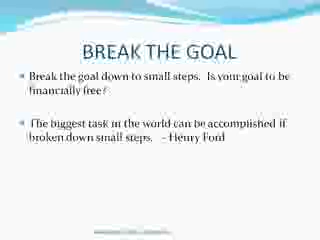 BREAK THE GOAL
Break the goal down to small steps. Is your goal to be
financially free?
The biggest task in the world can be accomplished if
broken down small steps. - Henry Ford